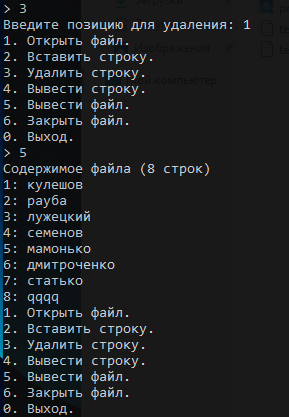 > 3
Введите позицию для удаления: 1
1. Открыть файл.
2. Вставить строку.
3. Удалить строку.
4. Вывести строку.
5. Вывести файл.
6. Закрыть файл.
0. Выход.
> 5
Содержимое файла (8 строк)
1: кулешов
2: рауба
3: лужецкий
4: семенов
5: мамонько
6: дмитроченко
7: статько
8: qqqq
1. Открыть файл.
2. Вставить строку.
3. Удалить строку.
4. Вывести строку.
5. Вывести файл.
6. Закрыть файл.
0. Выход.